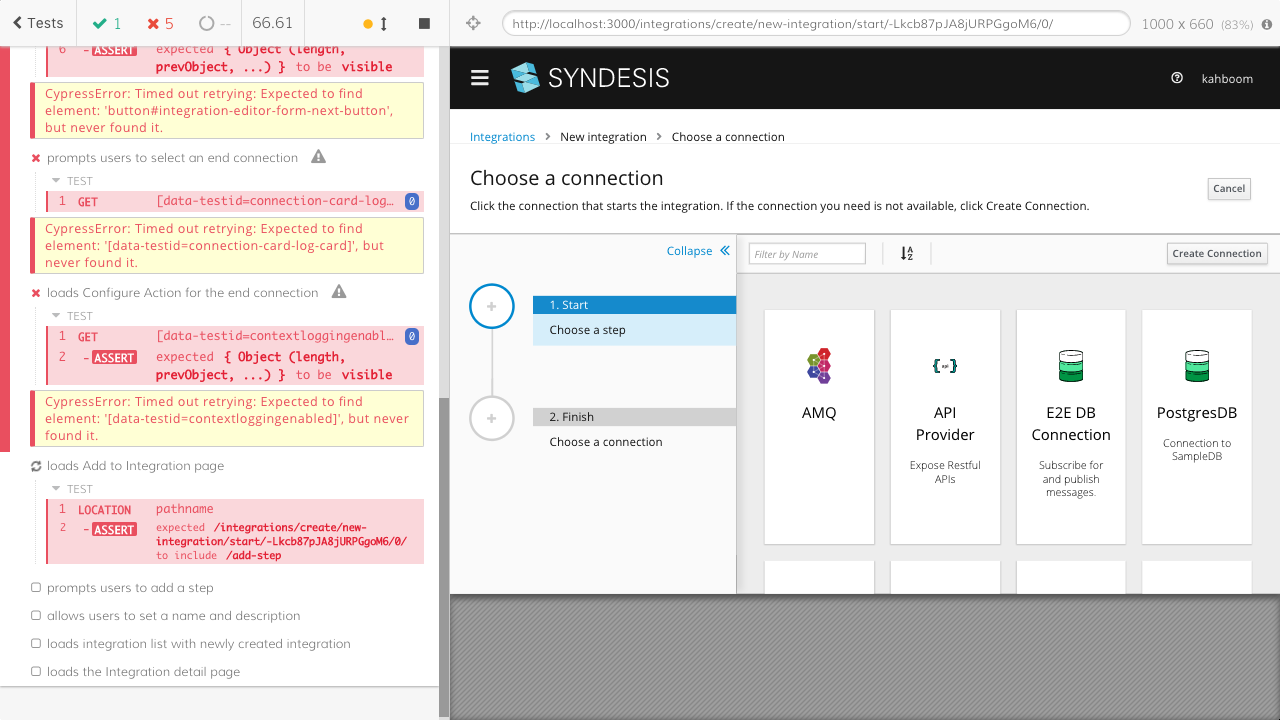 Tests
1
5
--
66.61
http://localhost:3000/integrations/create/new-integration/start/-Lkcb87pJA8jURPGgoM6/0/
1000 x 660 (83%)
6 -ASSERT expected { Object (length,
prevObject, ...) } to be visible
CypressError: Timed out retrying: Expected to find
element: 'button#integration-editor-form-next-button',
but never found it.
prompts users to select an end connection
TEST
1 GET [data-testid=connection-card-log… 0
CypressError: Timed out retrying: Expected to find
element: '[data-testid=connection-card-log-card]', but
never found it.
loads Configure Action for the end connection
TEST
1 GET [data-testid=contextloggingenabl… 0
2 -ASSERT expected { Object (length,
prevObject, ...) } to be visible
CypressError: Timed out retrying: Expected to find
element: '[data-testid=contextloggingenabled]', but never
found it.
loads Add to Integration page
TEST
1 LOCATION pathname
2 -ASSERT expected /integrations/create/new-
integration/start/-Lkcb87pJA8jURPGgoM6/0/
to include /add-step
prompts users to add a step
allows users to set a name and description
loads integration list with newly created integration
loads the Integration detail page
SYNDESIS
kahboom
Integrations > New integration > Choose a connection
Choose a connection
Cancel
Click the connection that starts the integration. If the connection you need is not available, click Create Connection.
Collapse
Filter by Name
Create Connection
1. Start
Choose a step
2. Finish
Choose a connection
AMQ
API
Provider
Expose Restful
APIs
E2E DB
Connection
Subscribe for
and publish
messages.
PostgresDB
Connection to
SampleDB